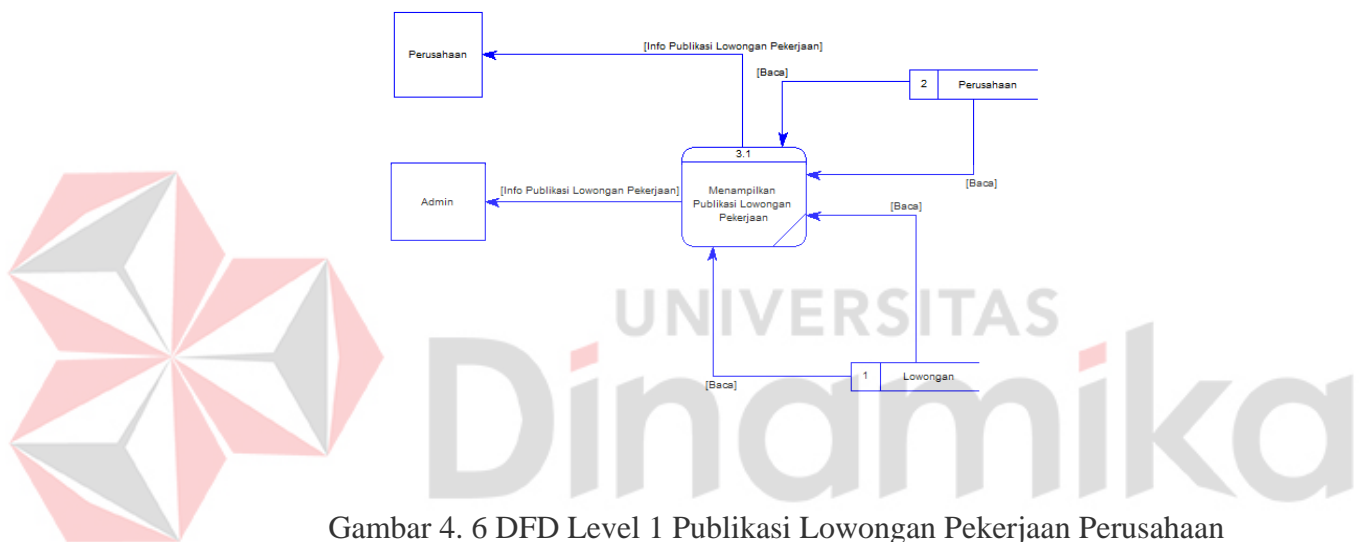 [Info Publikasi Lowongan Pekerjaan]
Perusahaan
[Baca]
2 Perusahaan
3.1
[Baca]
Admin
[Info Publikasi Lowongan Pekerjaan]
Menampilkan
Publikasi Lowongan
Pekerjaan
[Baca]
UNIVERSITAS
Dinamika
1 Lowongan
[Baca]
Gambar 4. 6 DFD Level 1 Publikasi Lowongan Pekerjaan Perusahaan